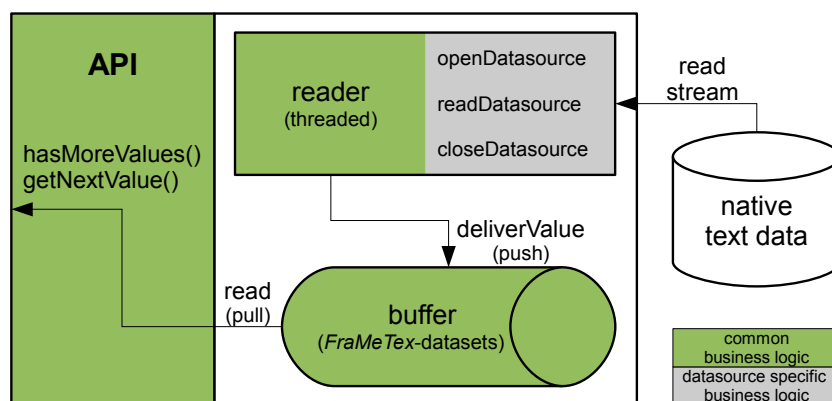 API
hasMoreValues()
getNextValue()
reader
(threaded)
openDatasource
readDatasource
closeDatasource
read
stream
native
text data
deliverValue
(push)
read
(pull)
buffer
(FraMeTex-datasets)
common
business logic
datasource specific
business logic